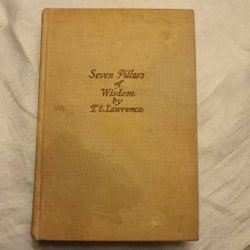 Seven Pillars
of
Wisdom
by
T.E. Lawrence